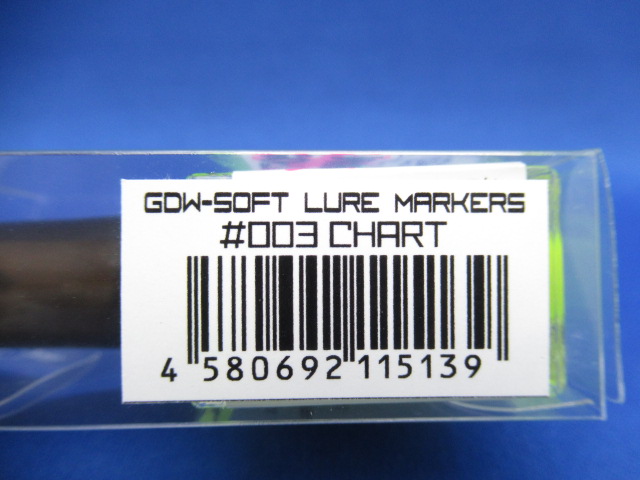 GDW-SOFT LURE MARKERS
#003 CHART
4 580692 115139